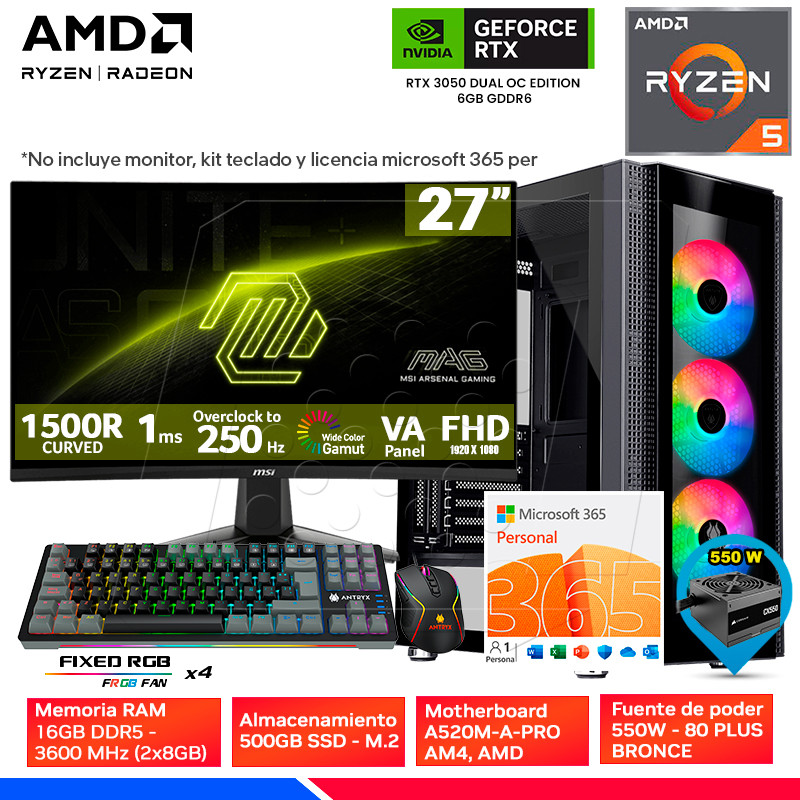 AMD
RYZEN | RADEON
NVIDIA
GEFORCE
RTX
RTX 3050 DUAL OC EDITION
6GB GDDR6
AMD
RYZEN
5
*No incluye monitor, kit teclado y licencia microsoft 365 per
27”
MAG
MSI ARSENAL GAMING
1500R
CURVED
1ms
Overclock to
250 Hz
Wide Color
Gamut
VA
Panel
FHD
1920 X 1080
msi
Microsoft 365
Personal
365
1
Personal
550 W
CX550
ANTRYX
ANTRYX
FIXED RGB
FRGB FAN
x4
Memoria RAM
16GB DDR5 -
3600 MHz (2x8GB)
Almacenamiento
500GB SSD - M.2
Motherboard
A520M-A-PRO
AM4, AMD
Fuente de poder
550W - 80 PLUS
BRONCE